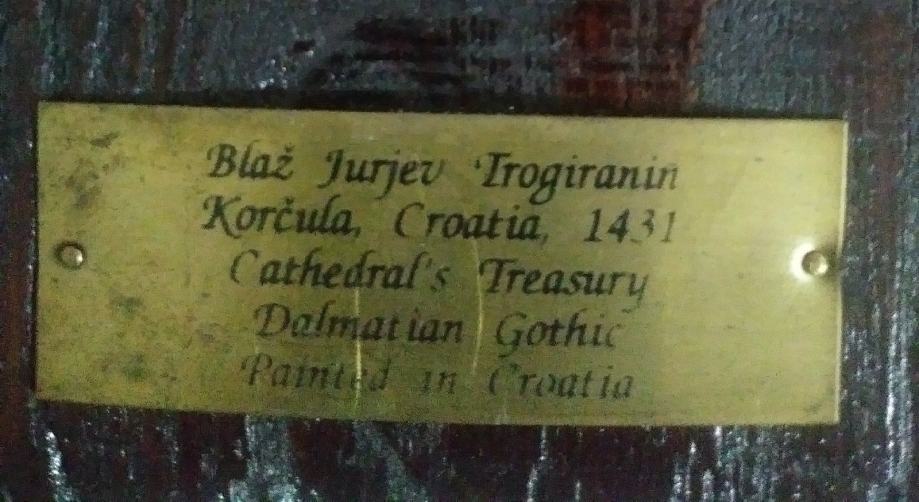 Blaž Jurjev Trogiranin
Korčula, Croatia, 1431
Cathedral's Treasury
Dalmatian Gothic
Painted in Croatia